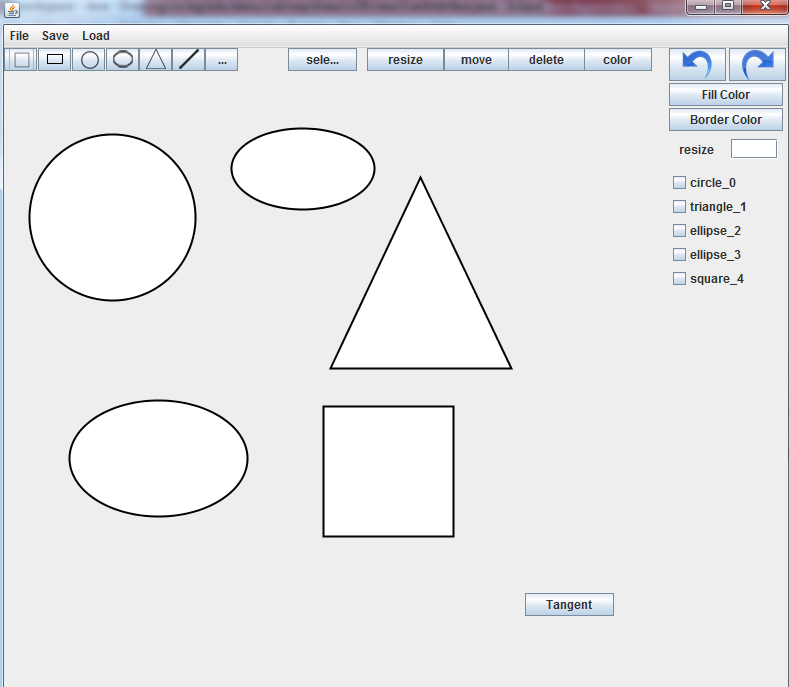 File Save Load
... sele... resize move delete color
Fill Color
Border Color
resize
circle_0
triangle_1
ellipse_2
ellipse_3
square_4
Tangent